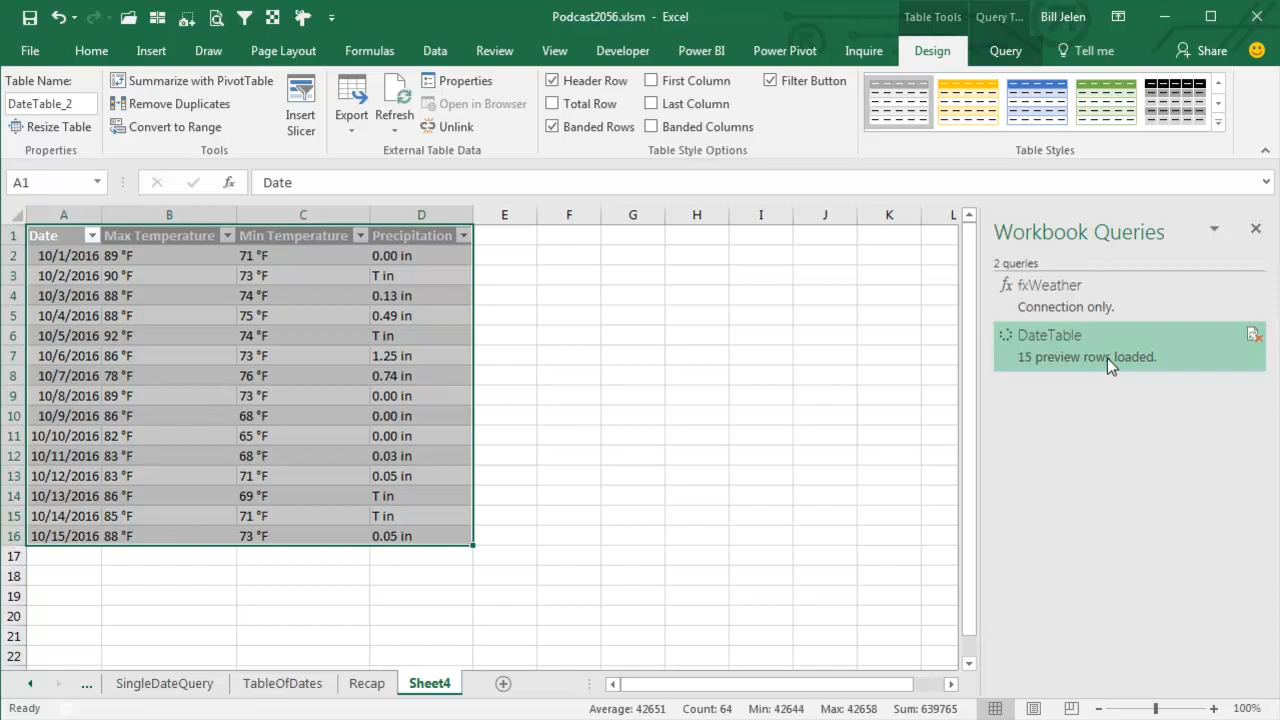 Podcast2056.xlsm - Excel
Table Tools
Query T...
Bill Jelen
File
Home
Insert
Draw
Page Layout
Formulas
Data
Review
View
Developer
Power BI
Power Pivot
Inquire
Design
Query
Tell me
Share
Table Name:
DateTable_2
Resize Table
Properties
Summarize with PivotTable
Remove Duplicates
Convert to Range
Tools
Insert
Slicer
Export
Refresh
Properties
Open in Browser
Unlink
External Table Data
Header Row
Total Row
Banded Rows
First Column
Last Column
Banded Columns
Filter Button
Table Style Options
Table Styles
A1
fx
Date
A B C D E F G H I J K L
1 Date Max Temperature Min Temperature Precipitation
2 10/1/2016 89 °F 71 °F 0.00 in
3 10/2/2016 90 °F 73 °F T in
4 10/3/2016 88 °F 74 °F 0.13 in
5 10/4/2016 88 °F 75 °F 0.49 in
6 10/5/2016 92 °F 74 °F T in
7 10/6/2016 86 °F 73 °F 1.25 in
8 10/7/2016 78 °F 76 °F 0.74 in
9 10/8/2016 89 °F 73 °F 0.00 in
10 10/9/2016 86 °F 68 °F 0.00 in
11 10/10/2016 82 °F 65 °F 0.00 in
12 10/11/2016 83 °F 68 °F 0.03 in
13 10/12/2016 83 °F 71 °F 0.05 in
14 10/13/2016 86 °F 69 °F T in
15 10/14/2016 85 °F 71 °F T in
16 10/15/2016 88 °F 73 °F 0.05 in
17
18
19
20
21
22
Workbook Queries
2 queries
fx fxWeather
Connection only.
DateTable
15 preview rows loaded.
... SingleDateQuery TableOfDates Recap Sheet4
Ready
Average: 42651 Count: 64 Min: 42644 Max: 42658 Sum: 639765
100%